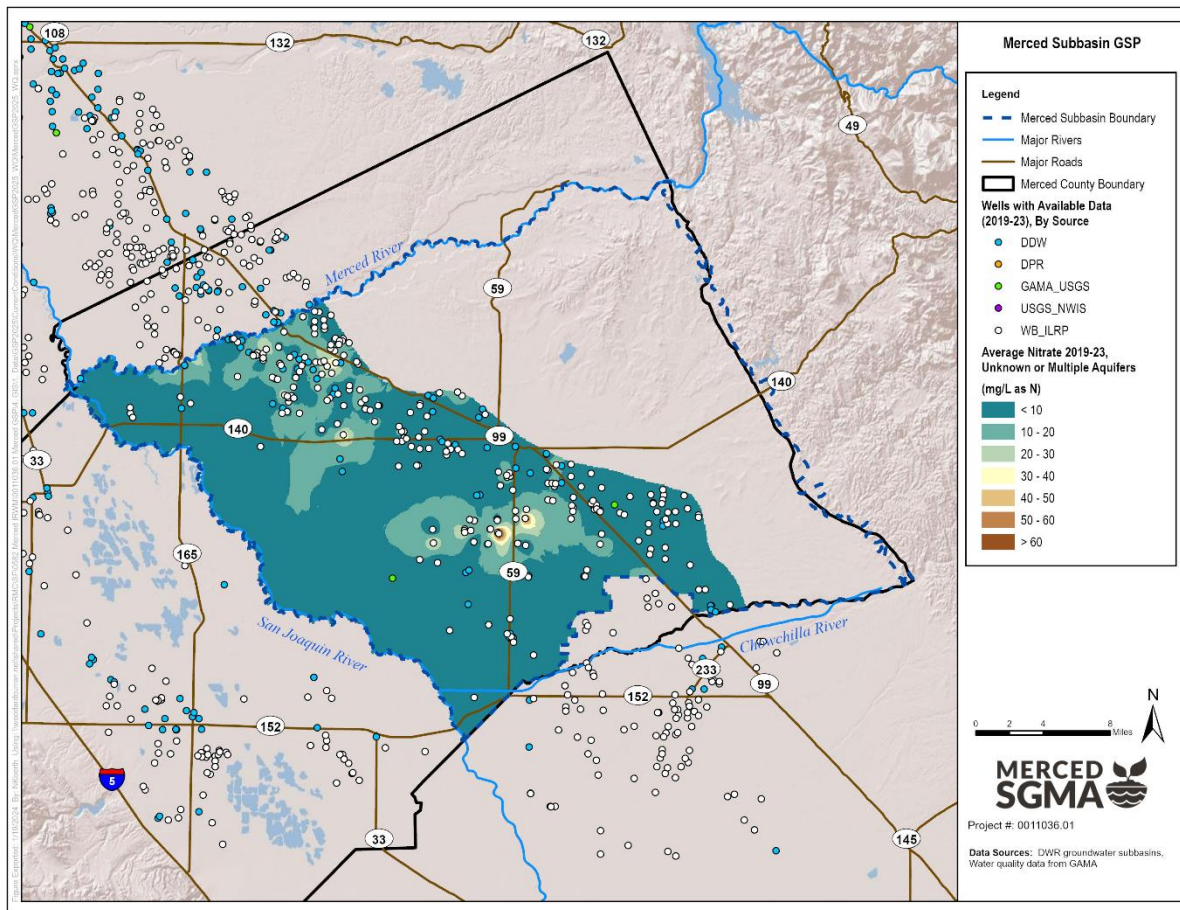 108
132
132
49
Merced River
59
140
33
140
99
165
59
San Joaquin River
Chowchilla River
233
99
152
152
5
33
145
Merced Subbasin GSP
Legend
Merced Subbasin Boundary
Major Rivers
Major Roads
Merced County Boundary
Wells with Available Data
(2019-23), By Source
DDW
DPR
GAMA_USGS
USGS_NWIS
WB_ILRP
Average Nitrate 2019-23,
Unknown or Multiple Aquifers
(mg/L as N)
< 10
10 - 20
20 - 30
30 - 40
40 - 50
50 - 60
> 60
N
0 2 4 8
Miles
MERCED
SGMA
Project #: 0011036.01
Data Sources: DWR groundwater subbasins,
Water quality data from GAMA